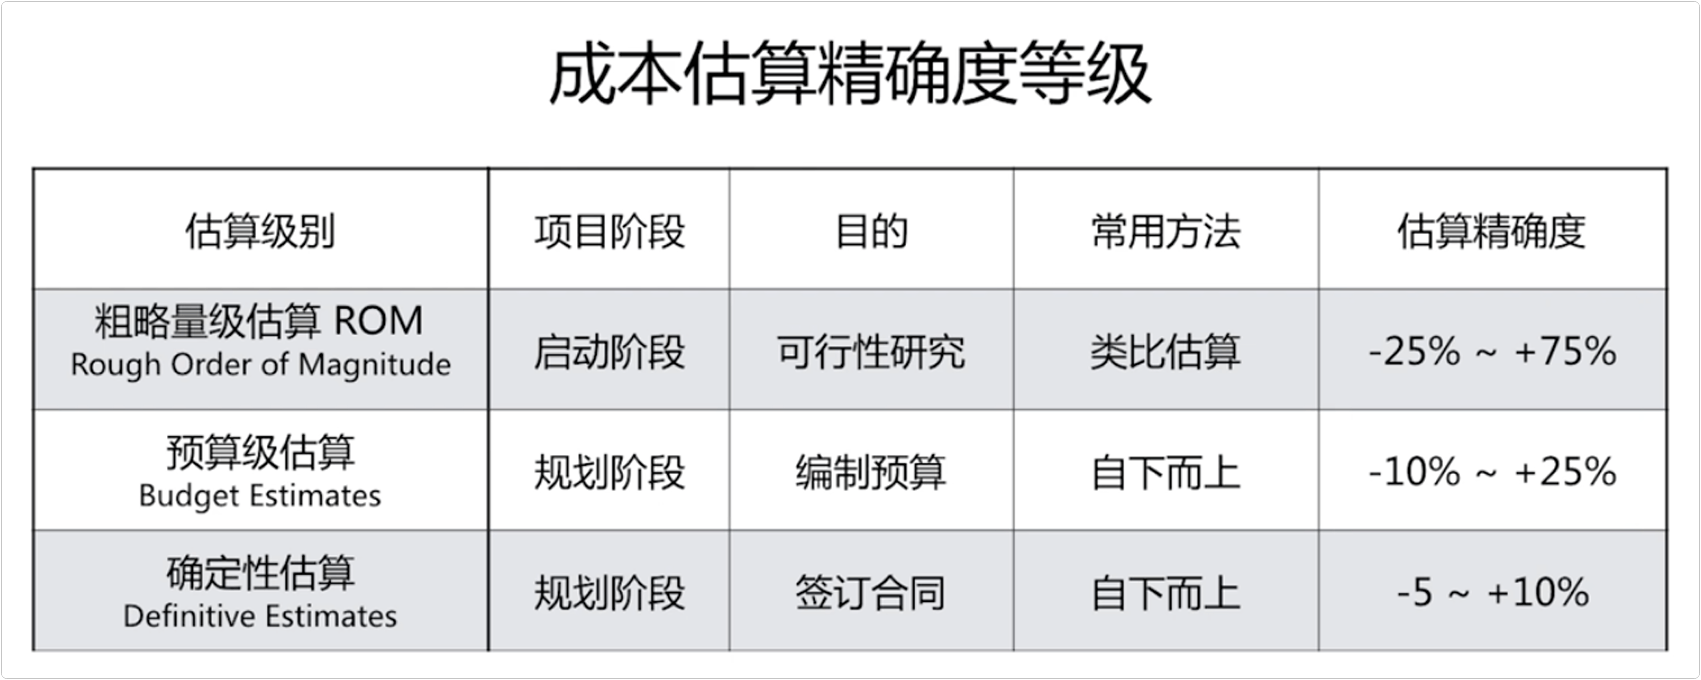 成本估算精确度等级
估算级别 项目阶段 目的 常用方法 估算精确度
粗略量级估算 ROM
Rough Order of Magnitude
启动阶段 可行性研究 类比估算 -25% ~ +75%
预算级估算
Budget Estimates
规划阶段 编制预算 自下而上 -10% ~ +25%
确定性估算
Definitive Estimates
规划阶段 签订合同 自下而上 -5 ~ +10%